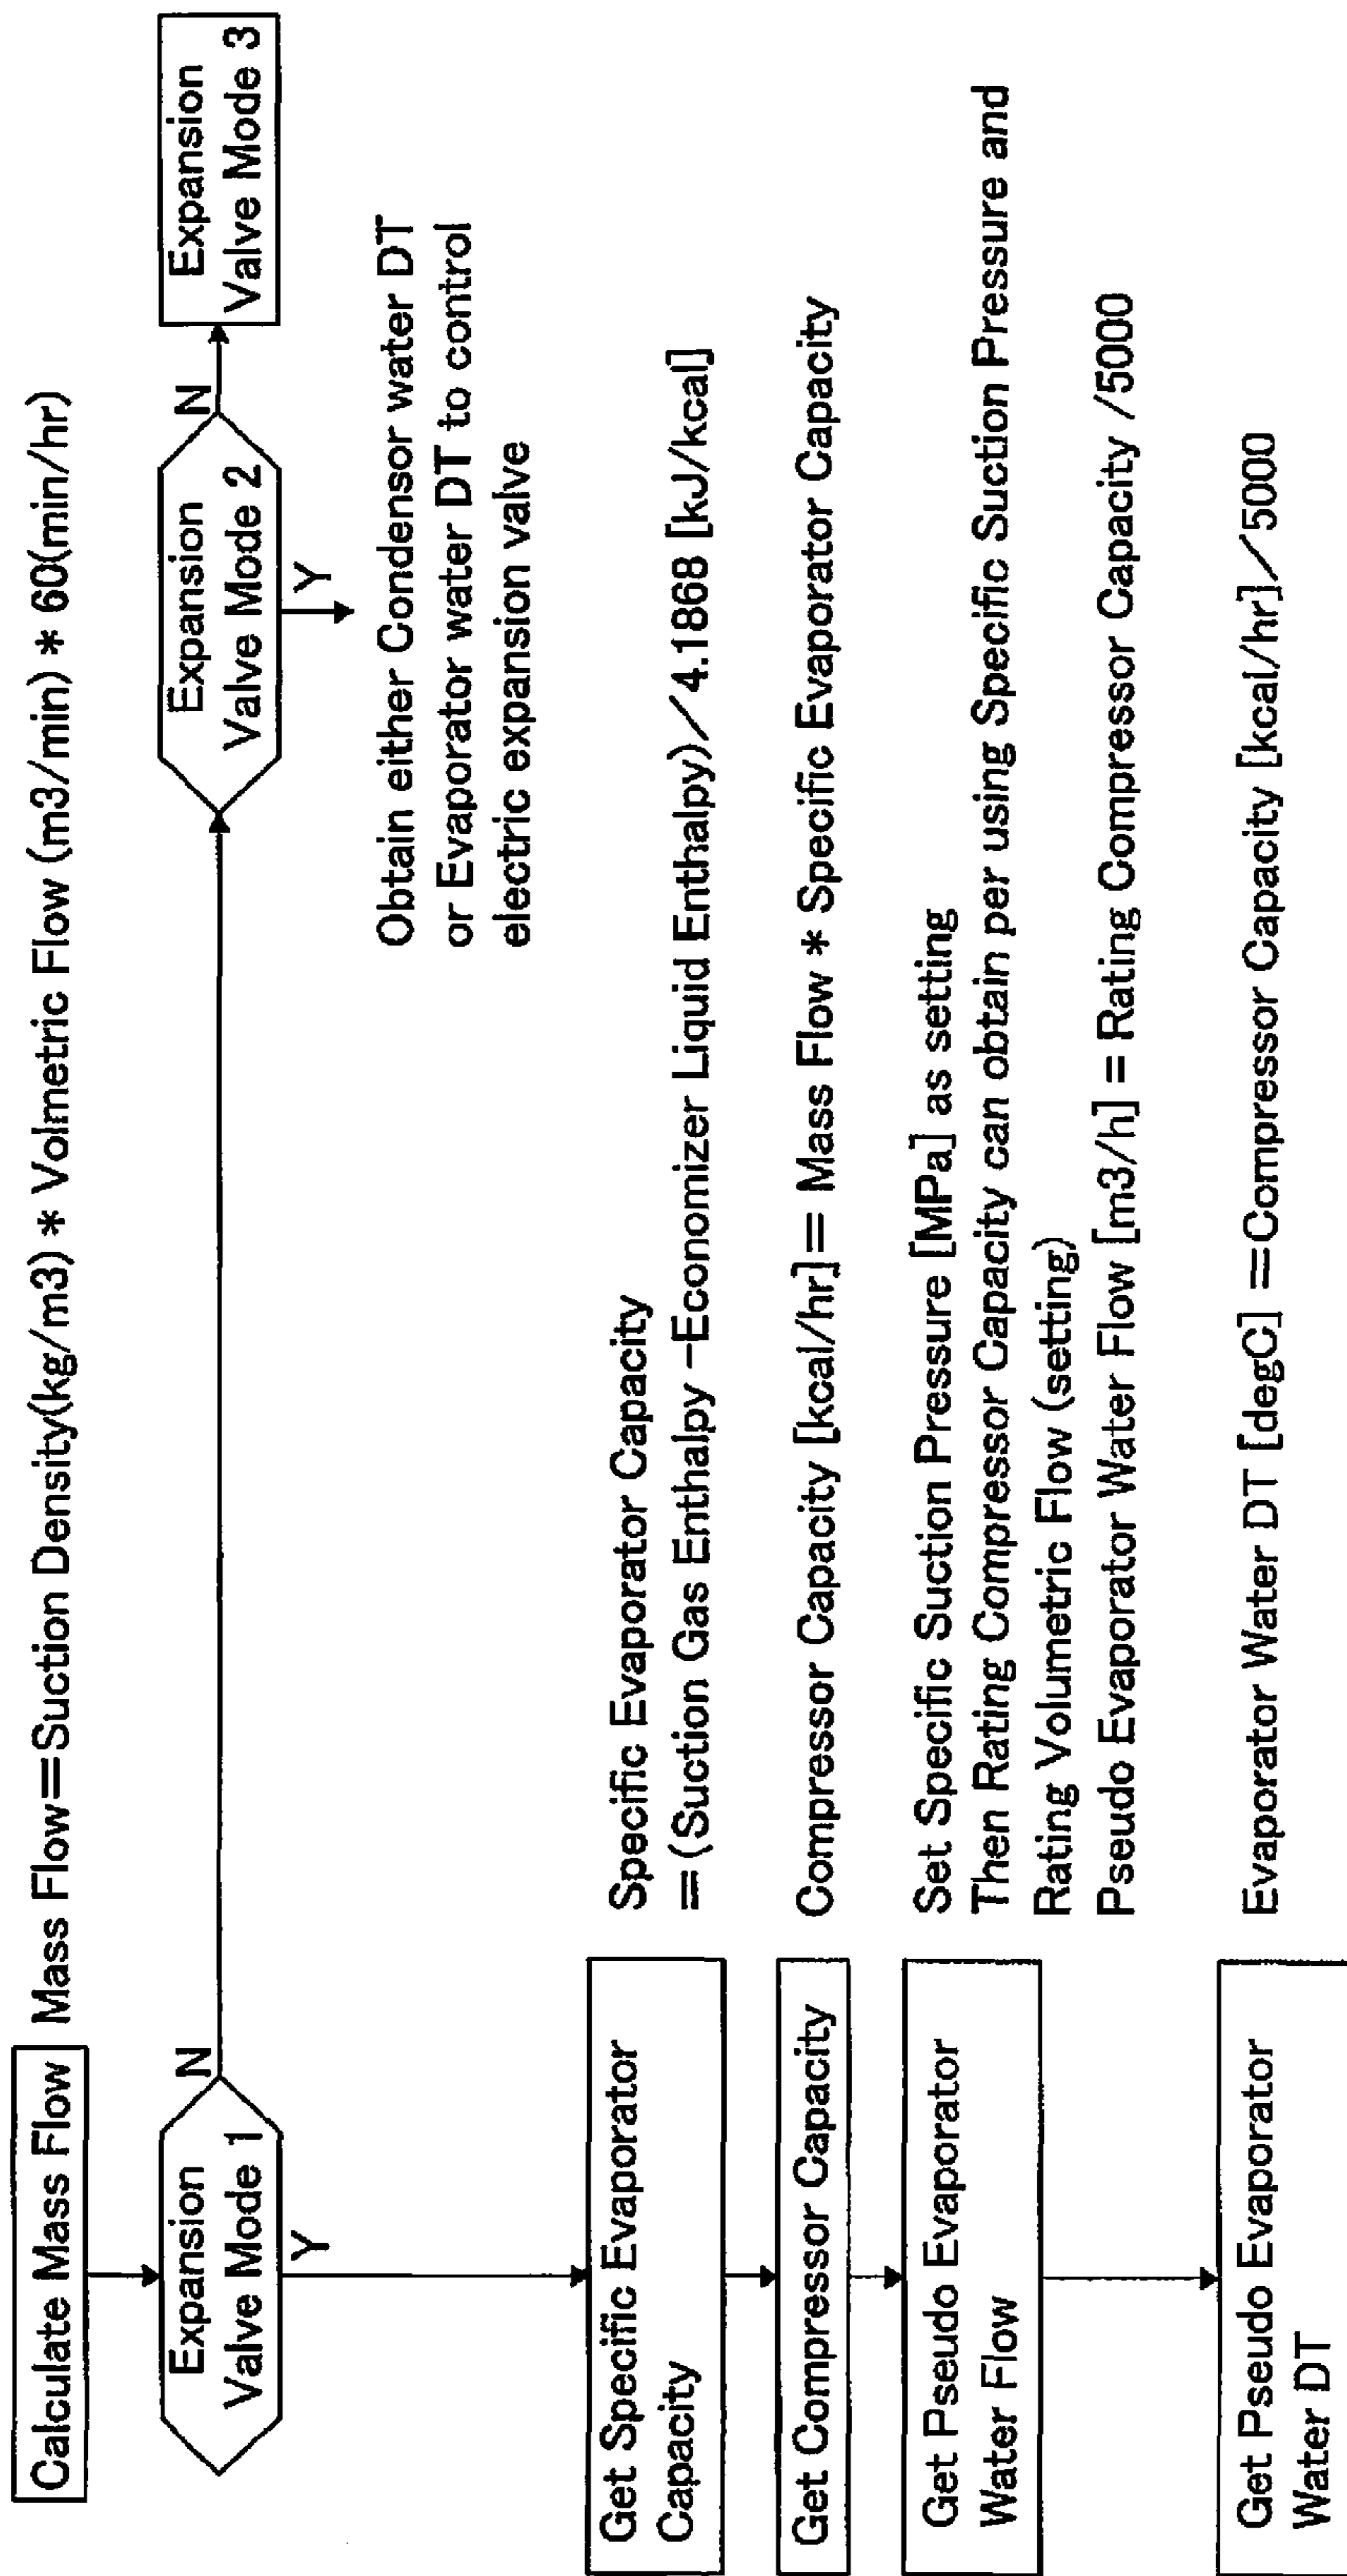 Calculate Mass Flow
Mass Flow=Suction Density(kg/m3) * Volmetric Flow (m3/min) * 60(min/hr)
Expansion
Valve Mode 1
N
Y
Expansion
Valve Mode 2
N
Y
Expansion
Valve Mode 3
Obtain either Condensor water DT
or Evaporator water DT to control
electric expansion valve
Get Specific Evaporator
Capacity
Specific Evaporator Capacity
=(Suction Gas Enthalpy -Economizer Liquid Enthalpy)/4.1868 [kJ/kcal]
Get Compressor Capacity
Compressor Capacity [kcal/hr]= Mass Flow * Specific Evaporator Capacity
Get Pseudo Evaporator
Water Flow
Set Specific Suction Pressure [MPa] as setting
Then Rating Compressor Capacity can obtain per using Specific Suction Pressure and
Rating Volumetric Flow (setting)
Pseudo Evaporator Water Flow [m3/h] = Rating Compressor Capacity /5000
Get Pseudo Evaporator
Water DT
Evaporator Water DT [degC] =Compressor Capacity [kcal/hr]/5000